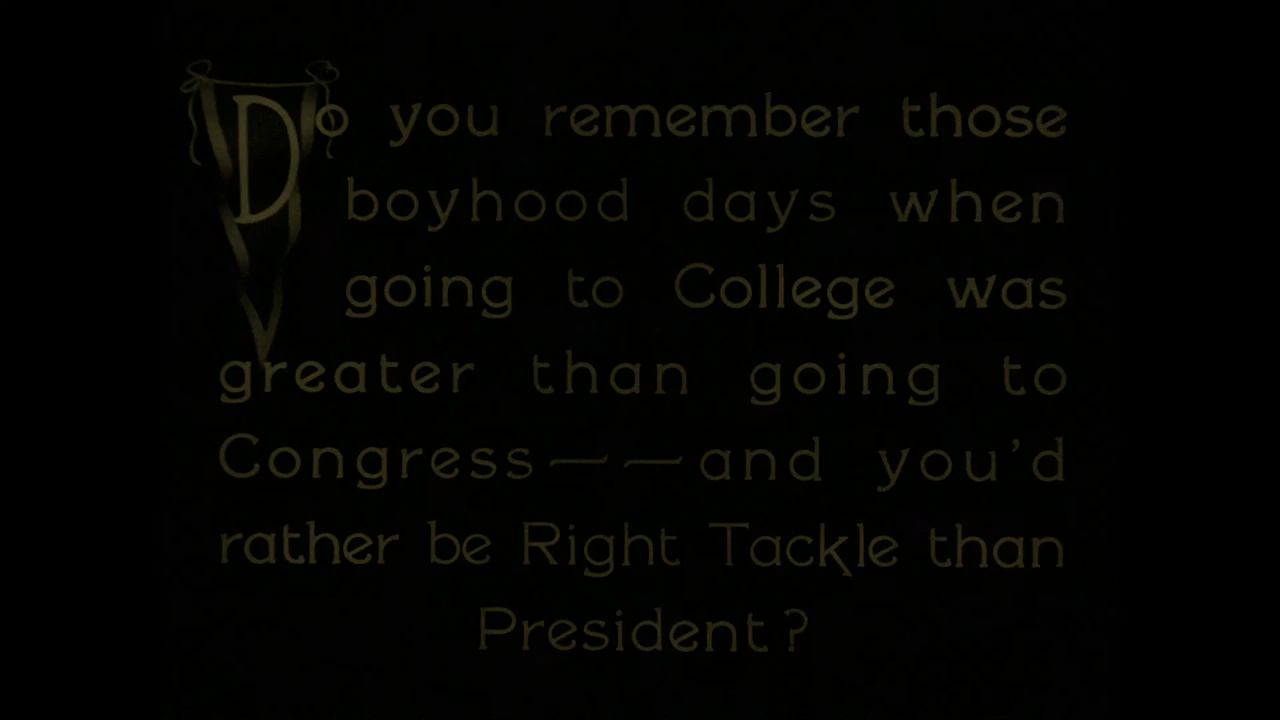 Do you remember those
boyhood days when
going to College was
greater than going to
Congress——and you'd
rather be Right Tackle than
President?